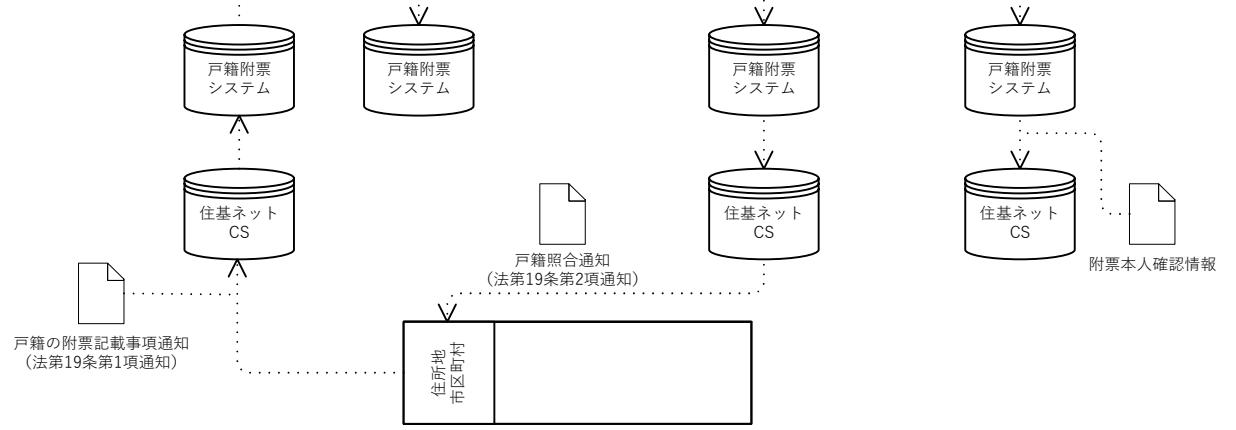 戸籍附票
システム
戸籍附票
システム
戸籍附票
システム
戸籍附票
システム
住基ネット
CS
住基ネット
CS
住基ネット
CS
戸籍照合通知
（法第19条第2項通知）
附票本人確認情報
戸籍の附票記載事項通知
（法第19条第1項通知）
住所地
市区町村